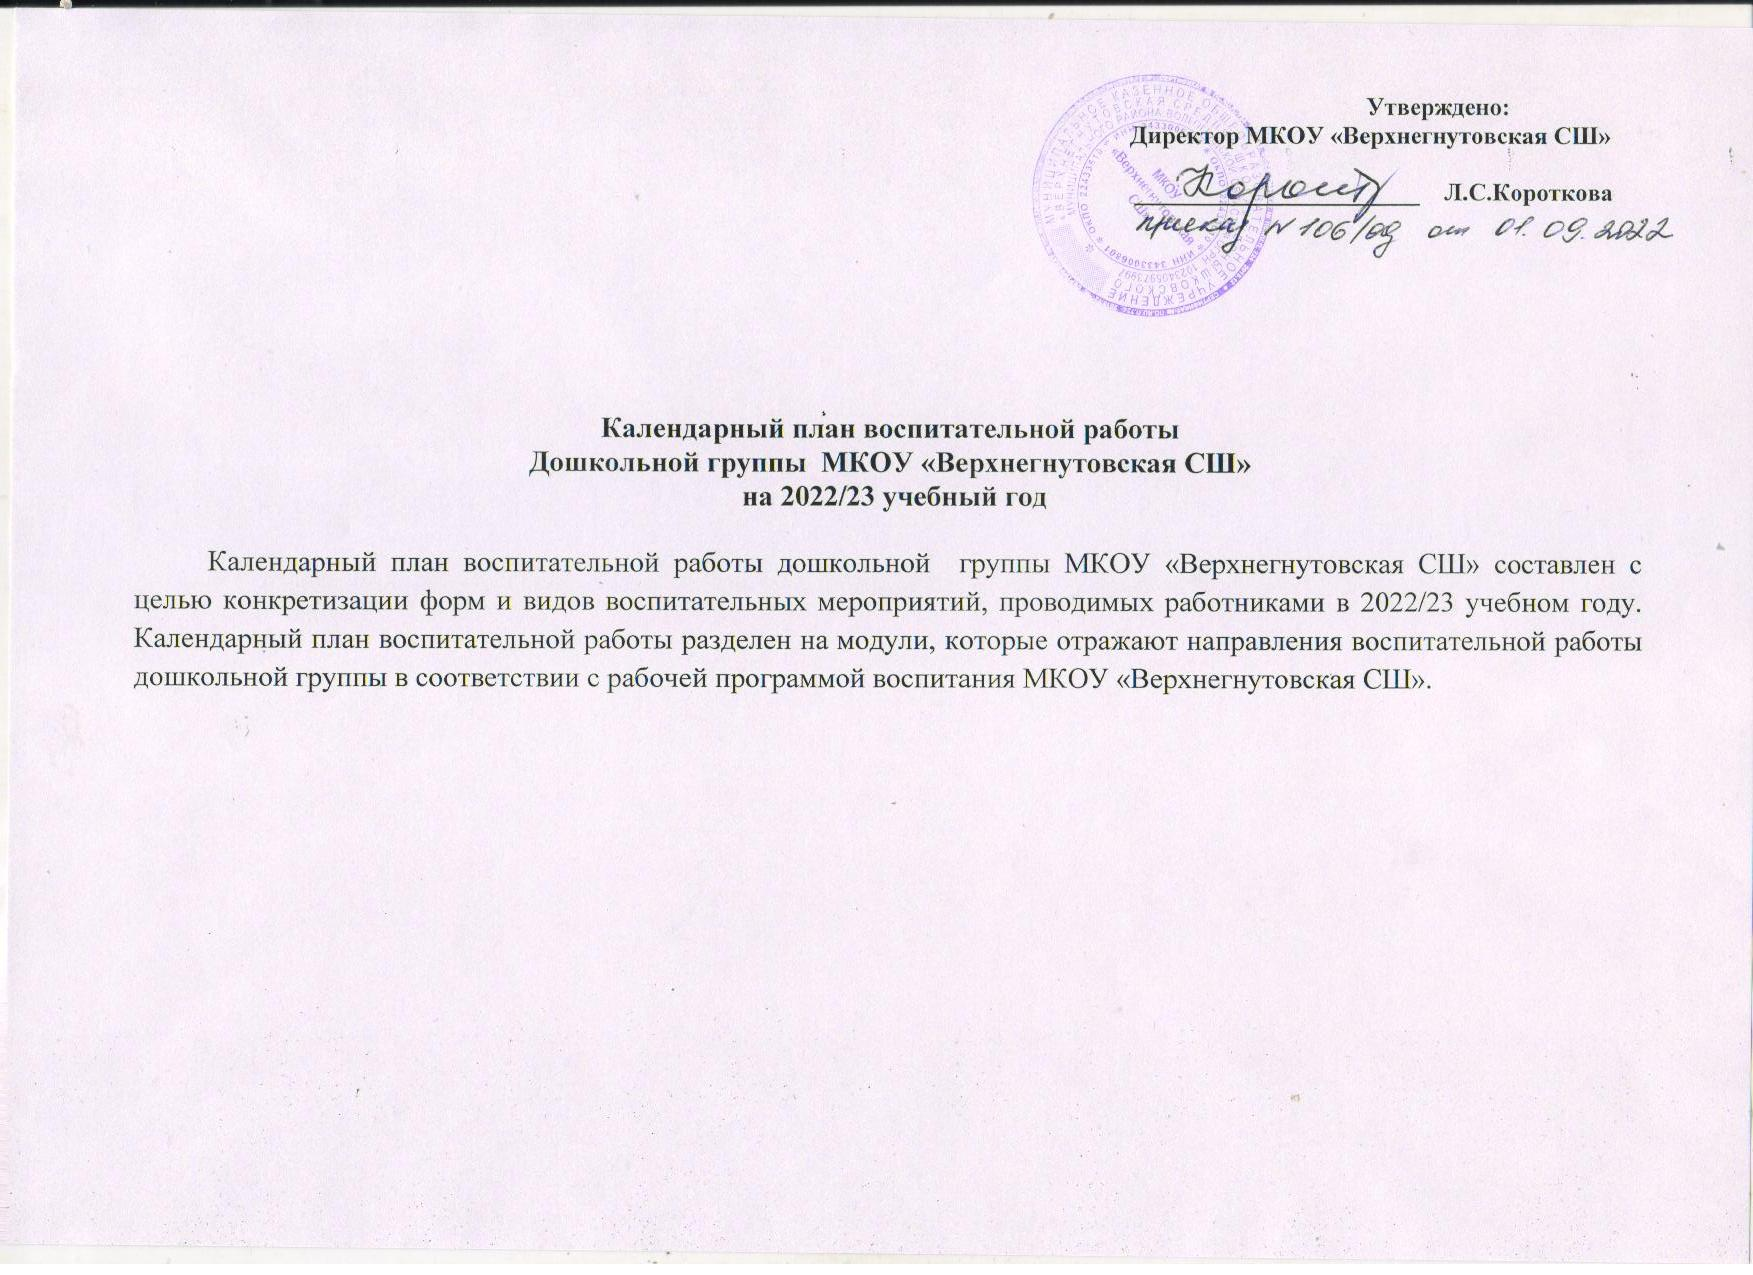 Утверждено:
Директор МКОУ «Верхнегнутовская СШ»
Л.С.Короткова
приказ N 106/од от 01.09.2022
МКОУ
«Верхнегнутовская
СШ»
Календарный план воспитательной работы
Дошкольной группы МКОУ «Верхнегнутовская СШ»
на 2022/23 учебный год
Календарный план воспитательной работы дошкольной группы МКОУ «Верхнегнутовская СШ» составлен с
целью конкретизации форм и видов воспитательных мероприятий, проводимых работниками в 2022/23 учебном году.
Календарный план воспитательной работы разделен на модули, которые отражают направления воспитательной работы
дошкольной группы в соответствии с рабочей программой воспитания МКОУ «Верхнегнутовская СШ».